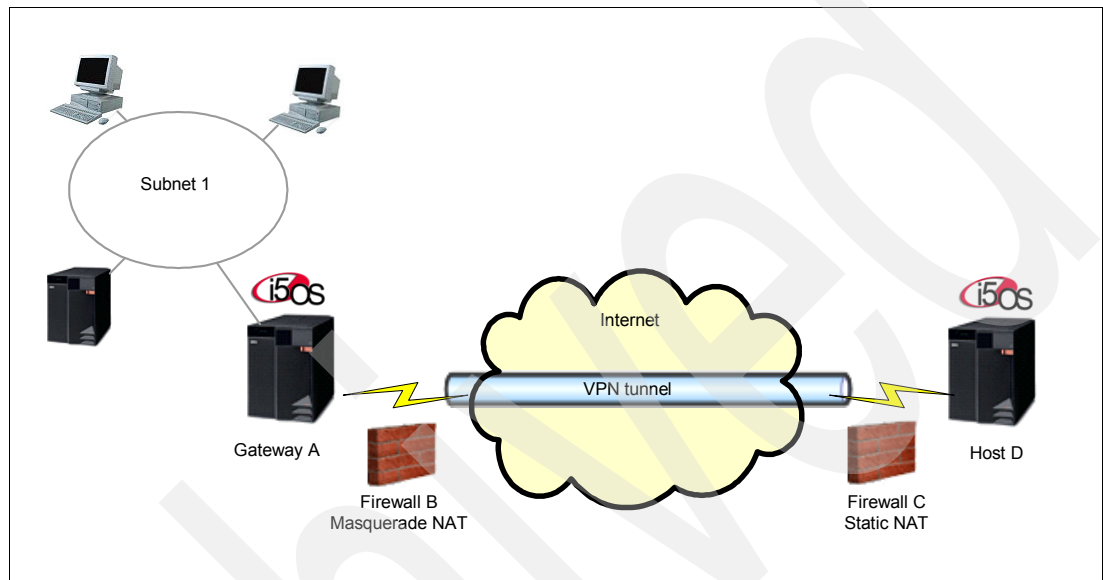 Subnet 1
i5OS
i5OS
Internet
VPN tunnel
Gateway A
Host D
Firewall B
Masquerade NAT
Firewall C
Static NAT